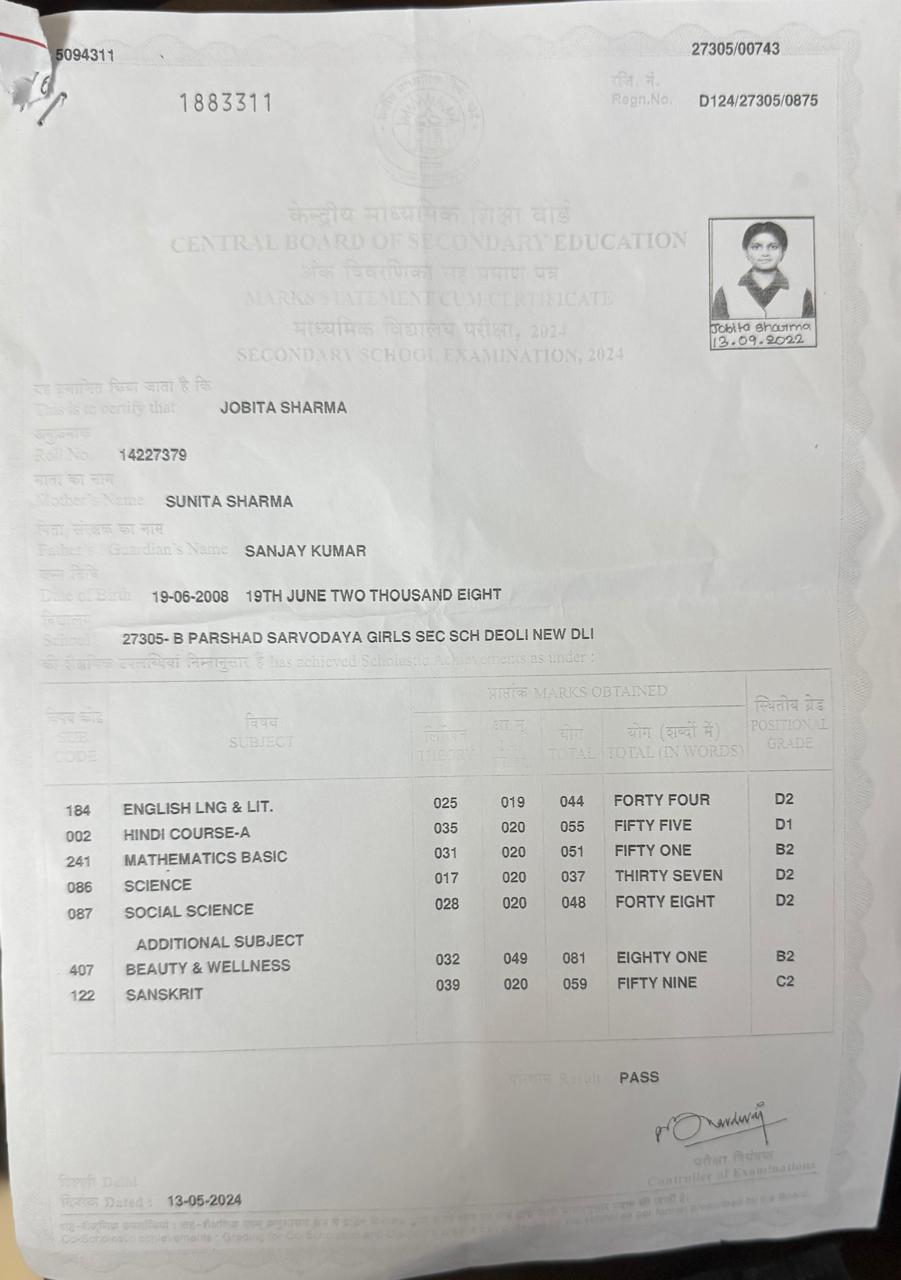 5094311
27305/00743
1883311
रजि. नं.
Regn.No. D124/27305/0875
केन्द्रीय माध्यमिक शिक्षा बोर्ड
CENTRAL BOARD OF SECONDARY EDUCATION
अंक विवरणिका सह प्रमाण पत्र
MARKS STATEMENT CUM CERTIFICATE
माध्यमिक विद्यालय परीक्षा, 2024
SECONDARY SCHOOL EXAMINATION, 2024
Jobita Sharma
13.09.2022
यह प्रमाणित किया जाता है कि
This is to certify that JOBITA SHARMA
अनुक्रमांक
Roll No. 14227379
माता का नाम
Mother's Name SUNITA SHARMA
पिता/संरक्षक का नाम
Father's / Guardian's Name SANJAY KUMAR
जन्म तिथि
Date of Birth 19-06-2008 19TH JUNE TWO THOUSAND EIGHT
विद्यालय
School 27305- B PARSHAD SARVODAYA GIRLS SEC SCH DEOLI NEW DLI
की शैक्षणिक उपलब्धियां निम्नानुसार हैं has achieved Scholastic Achievements as under :
प्राप्तांक MARKS OBTAINED
विषय कोड
SUB. CODE
विषय
SUBJECT
लिखित
THEORY
योग
TOTAL
योग (शब्दों में)
TOTAL (IN WORDS)
स्थितीय ग्रेड
POSITIONAL GRADE
184 ENGLISH LNG & LIT. 025 019 044 FORTY FOUR D2
002 HINDI COURSE-A 035 020 055 FIFTY FIVE D1
241 MATHEMATICS BASIC 031 020 051 FIFTY ONE B2
086 SCIENCE 017 020 037 THIRTY SEVEN D2
087 SOCIAL SCIENCE 028 020 048 FORTY EIGHT D2
ADDITIONAL SUBJECT
407 BEAUTY & WELLNESS 032 049 081 EIGHTY ONE B2
122 SANSKRIT 039 020 059 FIFTY NINE C2
Result PASS
परीक्षा नियंत्रक
Controller of Examinations
दिल्ली Delhi
दिनांक Dated : 13-05-2024